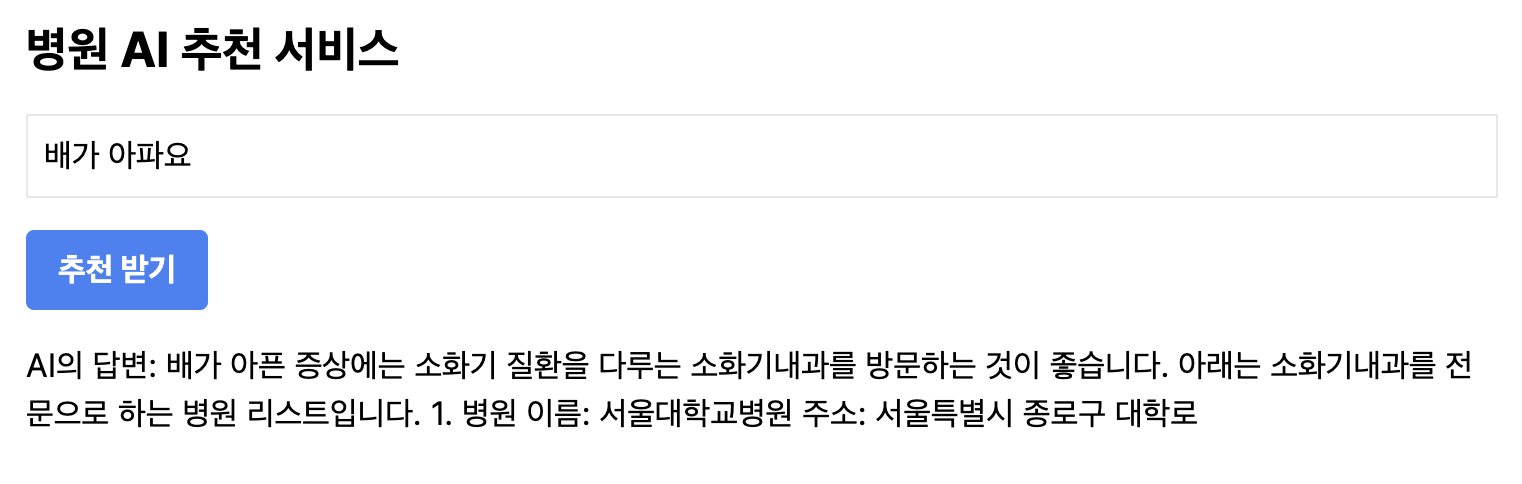 병원 AI 추천 서비스
배가 아파요
추천 받기
AI의 답변: 배가 아픈 증상에는 소화기 질환을 다루는 소화기내과를 방문하는 것이 좋습니다. 아래는 소화기내과를 전
문으로 하는 병원 리스트입니다. 1. 병원 이름: 서울대학교병원 주소: 서울특별시 종로구 대학로